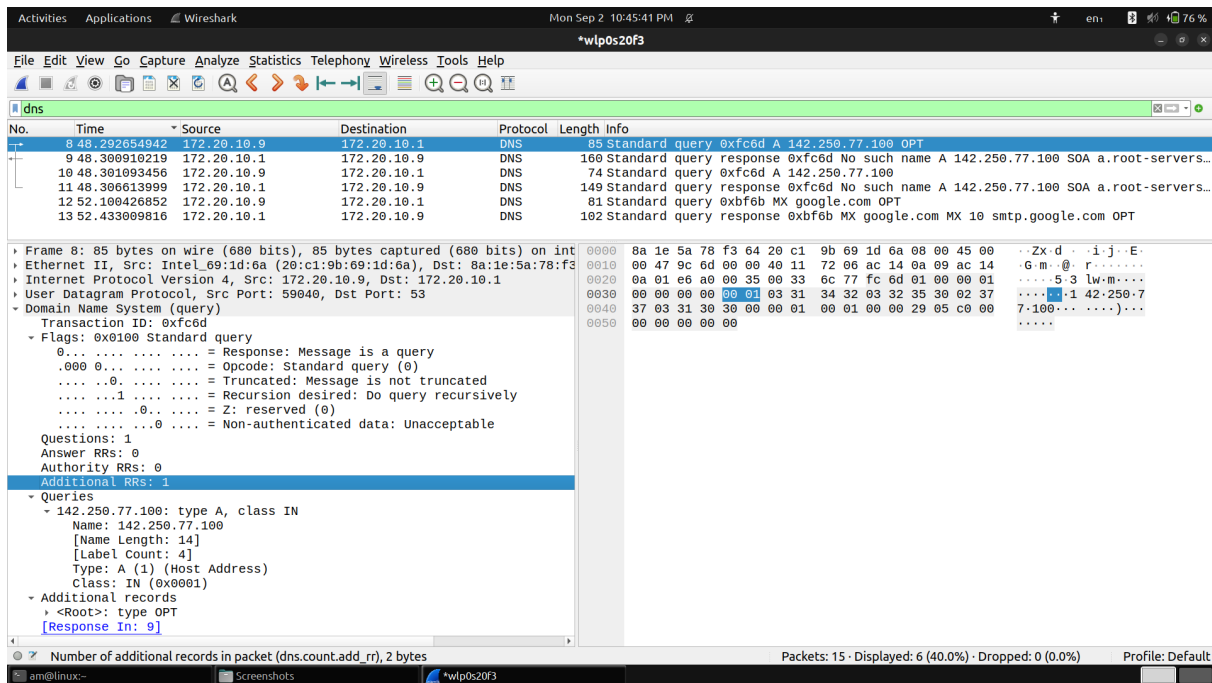 Activities Applications Wireshark Mon Sep 2 10:45:41 PM en1 76 %
*wlp0s20f3
File Edit View Go Capture Analyze Statistics Telephony Wireless Tools Help
dns
No. Time Source Destination Protocol Length Info
8 48.292654942 172.20.10.9 172.20.10.1 DNS 85 Standard query 0xfc6d A 142.250.77.100 OPT
9 48.300910219 172.20.10.1 172.20.10.9 DNS 160 Standard query response 0xfc6d No such name A 142.250.77.100 SOA a.root-servers…
10 48.301093456 172.20.10.9 172.20.10.1 DNS 74 Standard query 0xfc6d A 142.250.77.100
11 48.306613999 172.20.10.1 172.20.10.9 DNS 149 Standard query response 0xfc6d No such name A 142.250.77.100 SOA a.root-servers…
12 52.100426852 172.20.10.9 172.20.10.1 DNS 81 Standard query 0xbf6b MX google.com OPT
13 52.433009816 172.20.10.1 172.20.10.9 DNS 102 Standard query response 0xbf6b MX google.com MX 10 smtp.google.com OPT
Frame 8: 85 bytes on wire (680 bits), 85 bytes captured (680 bits) on int
Ethernet II, Src: Intel_69:1d:6a (20:c1:9b:69:1d:6a), Dst: 8a:1e:5a:78:f3
Internet Protocol Version 4, Src: 172.20.10.9, Dst: 172.20.10.1
User Datagram Protocol, Src Port: 59040, Dst Port: 53
Domain Name System (query)
Transaction ID: 0xfc6d
Flags: 0x0100 Standard query
0... .... .... .... = Response: Message is a query
.000 0... .... .... = Opcode: Standard query (0)
.... ..0. .... .... = Truncated: Message is not truncated
.... ...1 .... .... = Recursion desired: Do query recursively
.... .... .0.. .... = Z: reserved (0)
.... .... ...0 .... = Non-authenticated data: Unacceptable
Questions: 1
Answer RRs: 0
Authority RRs: 0
Additional RRs: 1
Queries
142.250.77.100: type A, class IN
Name: 142.250.77.100
[Name Length: 14]
[Label Count: 4]
Type: A (1) (Host Address)
Class: IN (0x0001)
Additional records
<Root>: type OPT
[Response In: 9]
0000 8a 1e 5a 78 f3 64 20 c1 9b 69 1d 6a 08 00 45 00 ··Zx·d · ·i·j··E·
0010 00 47 9c 6d 00 00 40 11 72 06 ac 14 0a 09 ac 14 ·G·m··@· r·······
0020 0a 01 e6 a0 00 35 00 33 6c 77 fc 6d 01 00 00 01 ·····5·3 lw·m····
0030 00 00 00 00 00 01 03 31 34 32 03 32 35 30 02 37 ·······1 42·250·7
0040 37 03 31 30 30 00 00 01 00 01 00 00 29 05 c0 00 7·100··· ····)···
0050 00 00 00 00 00 ·····
Number of additional records in packet (dns.count.add_rr), 2 bytes Packets: 15 · Displayed: 6 (40.0%) · Dropped: 0 (0.0%) Profile: Default
am@linux:~ Screenshots *wlp0s20f3